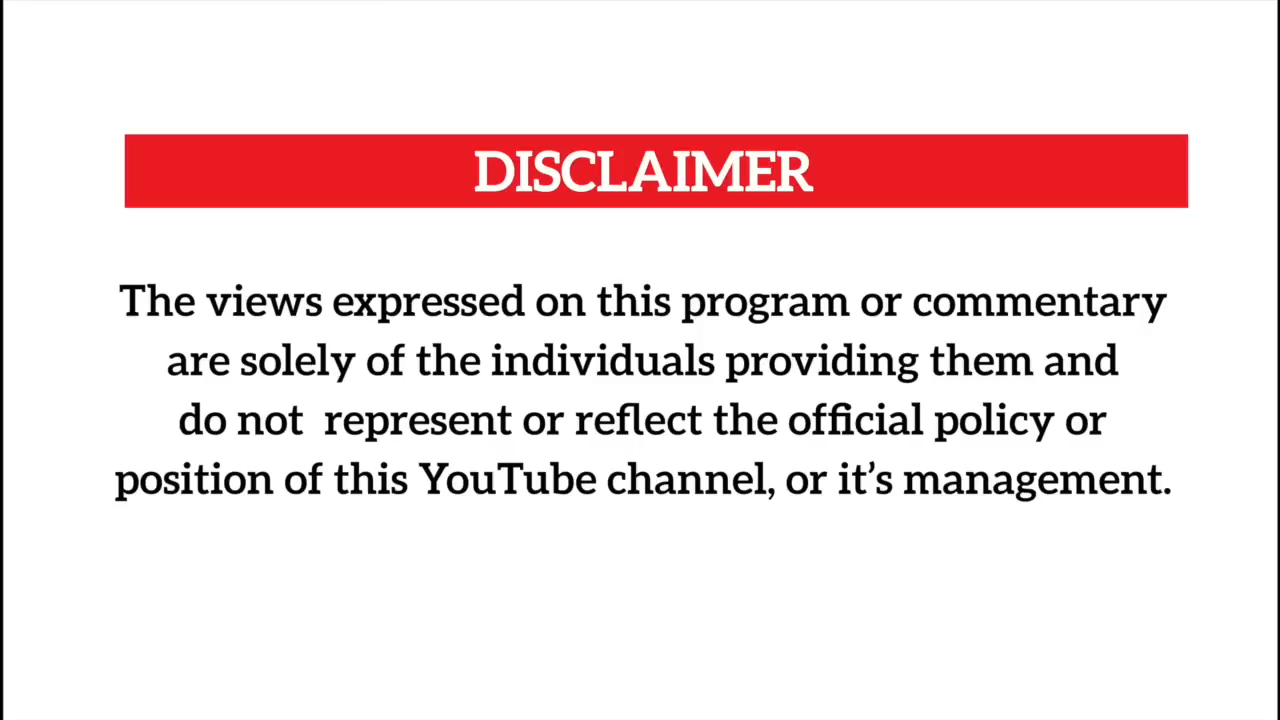 DISCLAIMER
The views expressed on this program or commentary
are solely of the individuals providing them and
do not  represent or reflect the official policy or
position of this YouTube channel, or it’s management.